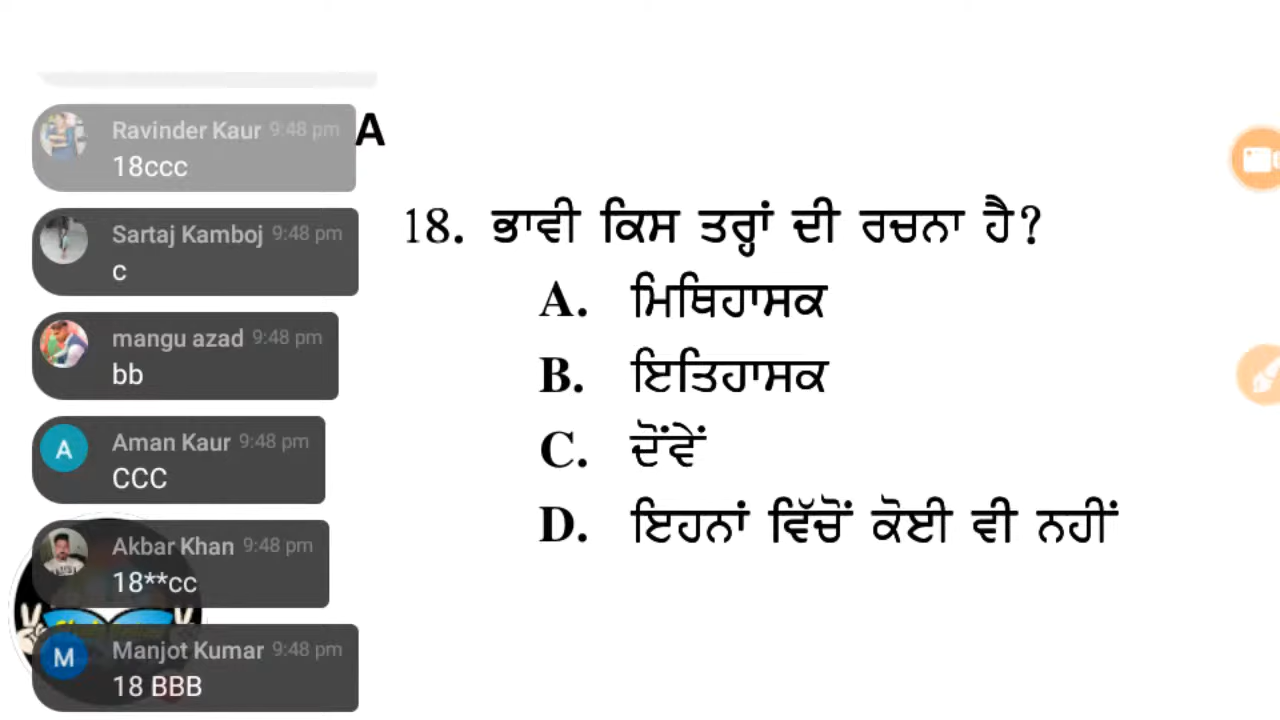 Ravinder Kaur 9:48 pm
18ccc
A
Sartaj Kamboj 9:48 pm
c
mangu azad 9:48 pm
bb
A
Aman Kaur 9:48 pm
CCC
Akbar Khan 9:48 pm
18**cc
M
Manjot Kumar 9:48 pm
18 BBB
18. ਭਾਵੀ ਕਿਸ ਤਰ੍ਹਾਂ ਦੀ ਰਚਨਾ ਹੈ?
A. ਮਿਥਿਹਾਸਕ
B. ਇਤਿਹਾਸਕ
C. ਦੋਂਵੇਂ
D. ਇਹਨਾਂ ਵਿੱਚੋਂ ਕੋਈ ਵੀ ਨਹੀਂ